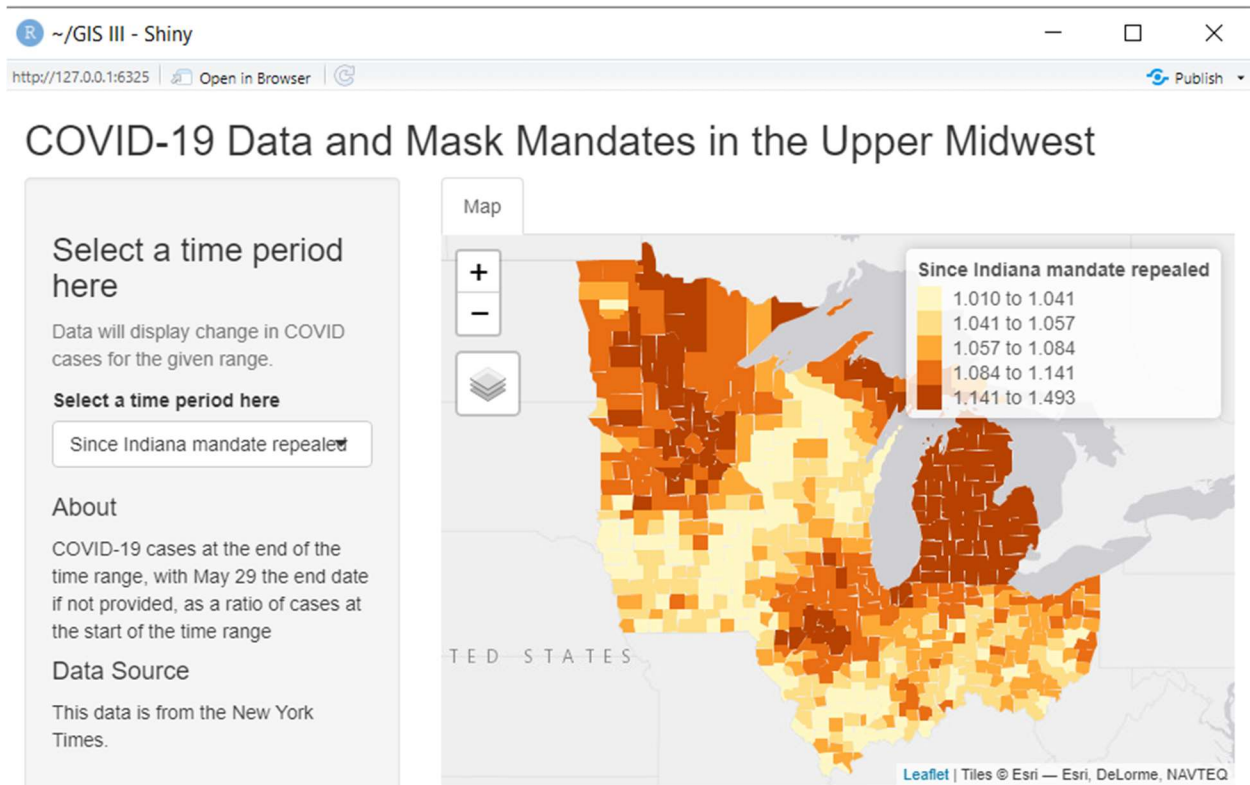 R ~/GIS III - Shiny
http://127.0.0.1:6325 Open in Browser Publish
COVID-19 Data and Mask Mandates in the Upper Midwest
Select a time period
here
Data will display change in COVID
cases for the given range.
Select a time period here
Since Indiana mandate repealed
About
COVID-19 cases at the end of the
time range, with May 29 the end date
if not provided, as a ratio of cases at
the start of the time range
Data Source
This data is from the New York
Times.
Map
+
−
Since Indiana mandate repealed
1.010 to 1.041
1.041 to 1.057
1.057 to 1.084
1.084 to 1.141
1.141 to 1.493
TED STATES
Leaflet | Tiles © Esri — Esri, DeLorme, NAVTEQ